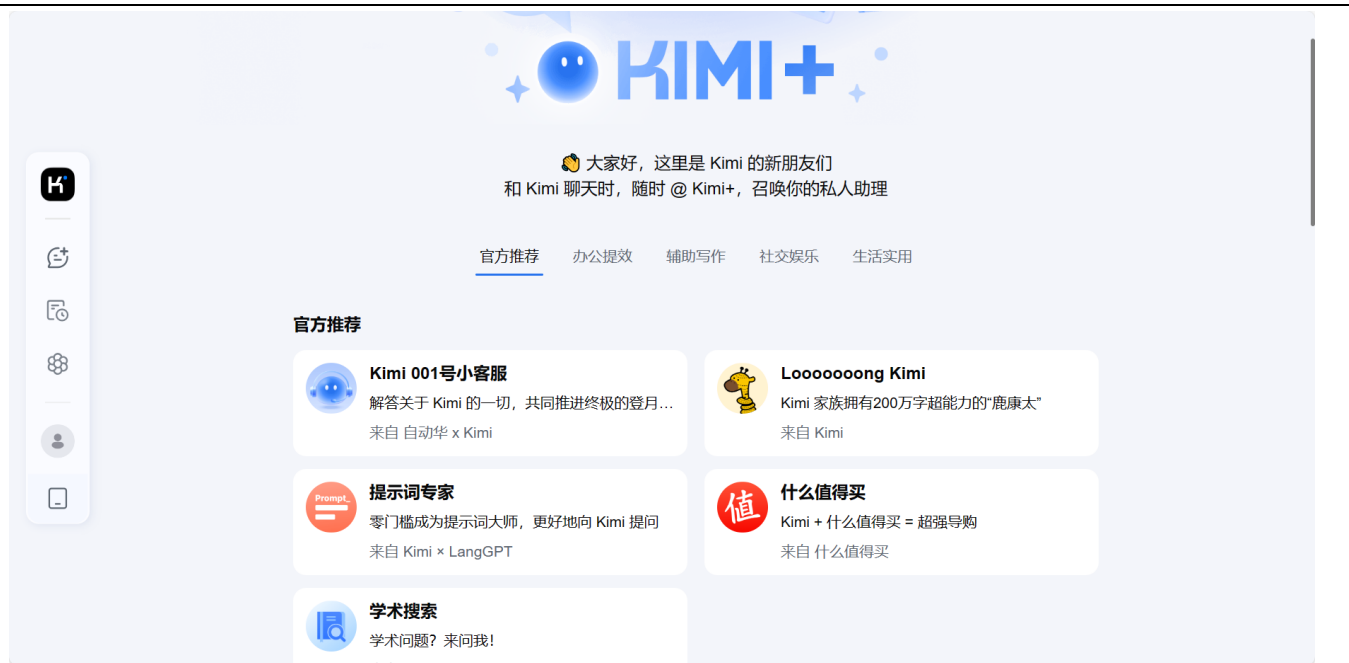 KIMI+
👏 大家好，这里是 Kimi 的新朋友们
和 Kimi 聊天时，随时 @ Kimi+，召唤你的私人助理
官方推荐 办公提效 辅助写作 社交娱乐 生活实用
官方推荐
Kimi 001号小客服
解答关于 Kimi 的一切，共同推进终极的登月…
来自 自动华 x Kimi
Looooooong Kimi
Kimi 家族拥有200万字超能力的“鹿康太”
来自 Kimi
Prompt_
提示词专家
零门槛成为提示词大师，更好地向 Kimi 提问
来自 Kimi × LangGPT
值
什么值得买
Kimi + 什么值得买 = 超强导购
来自 什么值得买
学术搜索
学术问题？来问我！